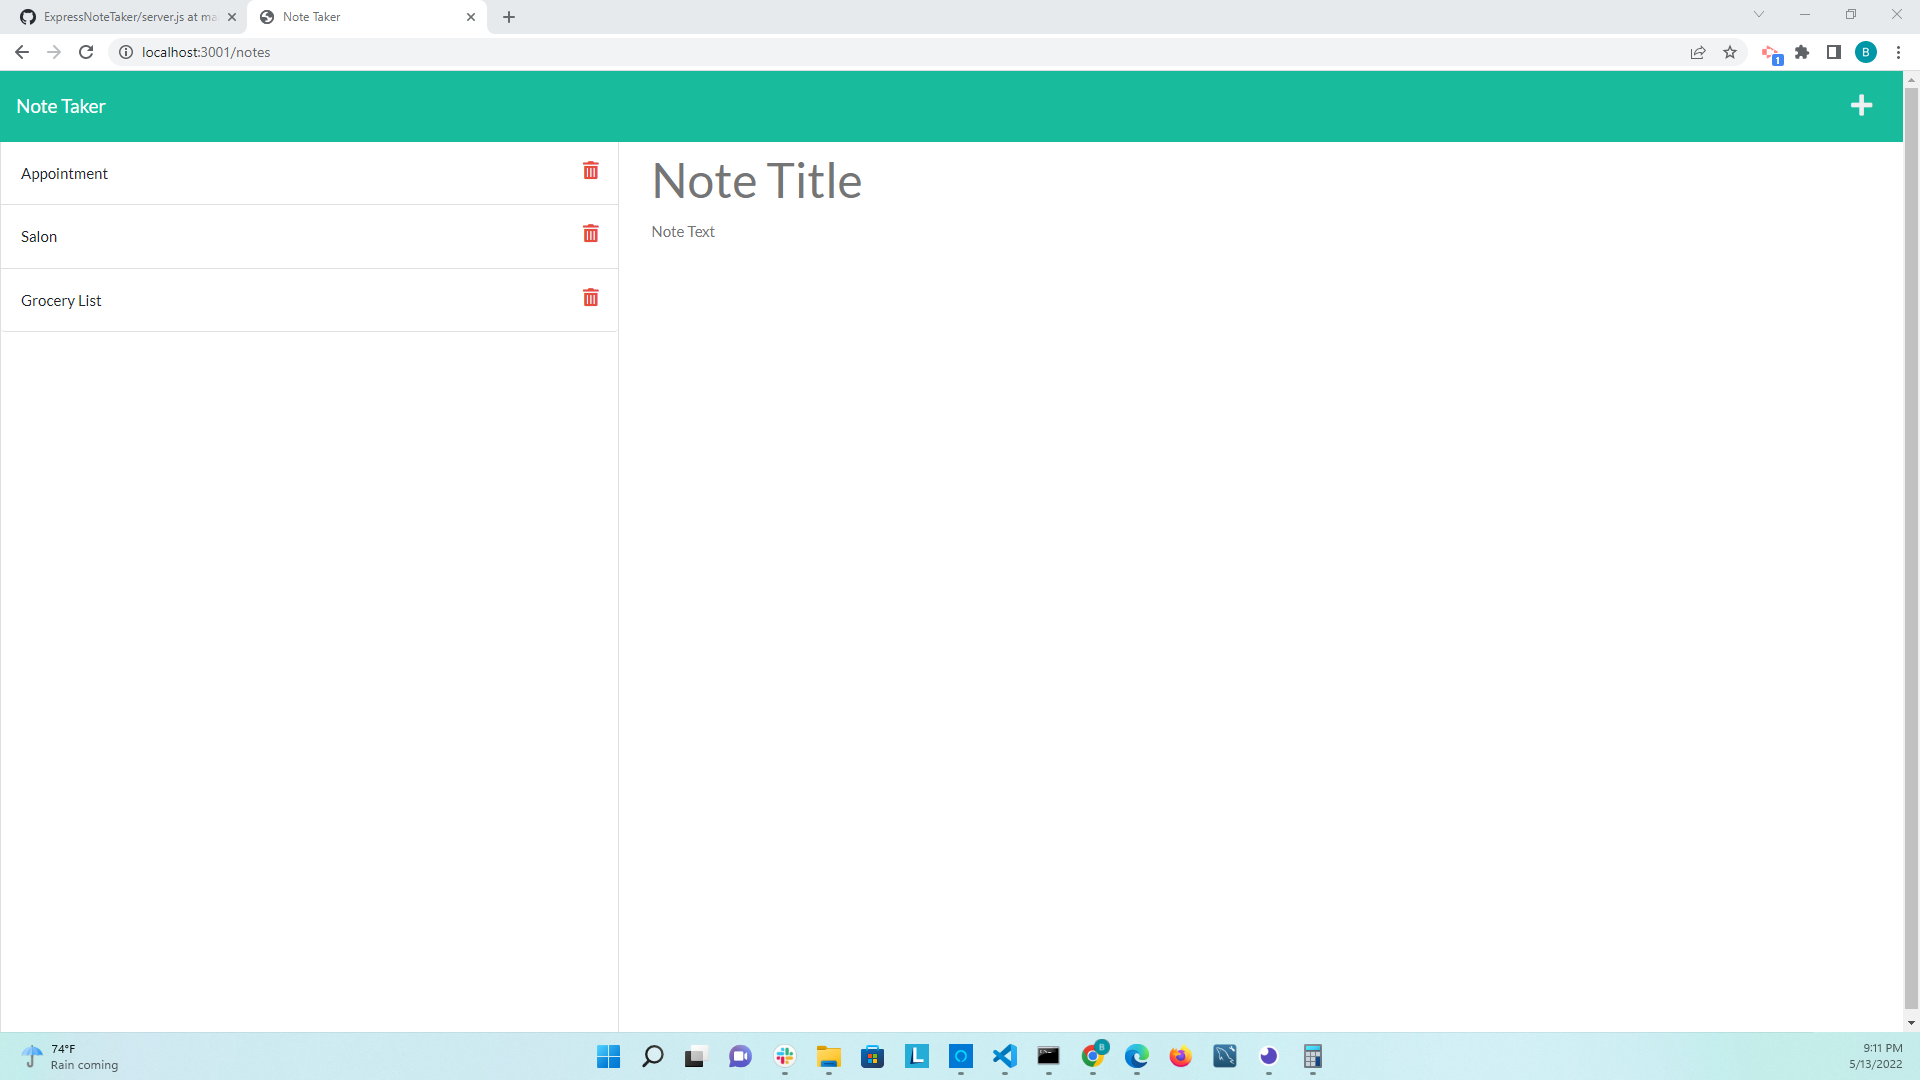 ExpressNoteTaker/server.js at ma
Note Taker
localhost:3001/notes
1
B
Note Taker
Appointment
Salon
Grocery List
Note Title
Note Text
74°F
Rain coming
L
B
9:11 PM
5/13/2022